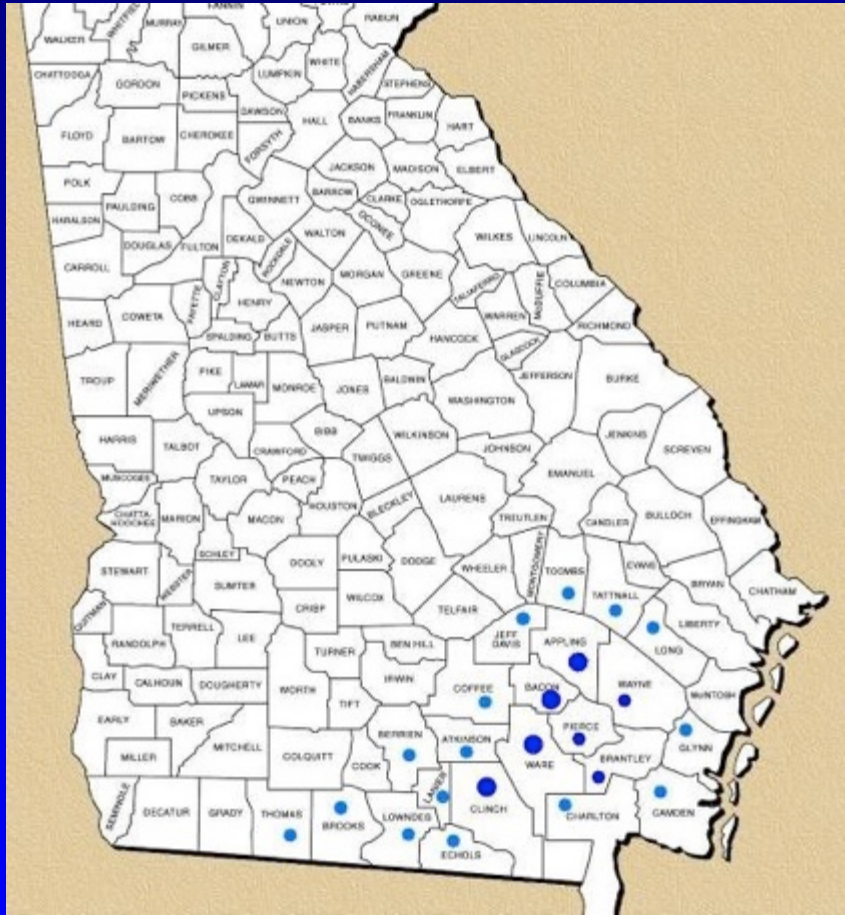 FANNIN
UNION
RABUN
WALKER
WHITFIELD
MURRAY
GILMER
WHITE
LUMPKIN
HABERSHAM
STEPHENS
CHATTOOGA
GORDON
PICKENS
DAWSON
HALL
BANKS
FRANKLIN
HART
FLOYD
BARTOW
CHEROKEE
FORSYTH
JACKSON
MADISON
ELBERT
POLK
PAULDING
COBB
GWINNETT
BARROW
CLARKE
OGLETHORPE
OCONEE
HARALSON
DOUGLAS
FULTON
DEKALB
WALTON
ROCKDALE
WILKES
LINCOLN
CARROLL
CLAYTON
NEWTON
MORGAN
GREENE
TALIAFERRO
McDUFFIE
COLUMBIA
FAYETTE
HENRY
HEARD
COWETA
SPALDING
BUTTS
JASPER
PUTNAM
HANCOCK
WARREN
RICHMOND
GLASCOCK
TROUP
MERIWETHER
PIKE
LAMAR
MONROE
JONES
BALDWIN
WASHINGTON
JEFFERSON
BURKE
UPSON
HARRIS
TALBOT
CRAWFORD
BIBB
TWIGGS
WILKINSON
JOHNSON
JENKINS
SCREVEN
EMANUEL
MUSCOGEE
TAYLOR
PEACH
HOUSTON
BLECKLEY
LAURENS
CHATTA-
HOOCHEE
MARION
MACON
TREUTLEN
CANDLER
BULLOCH
EFFINGHAM
SCHLEY
DOOLY
PULASKI
DODGE
WHEELER
MONTGOMERY
TOOMBS
EVANS
STEWART
WEBSTER
SUMTER
CRISP
WILCOX
TELFAIR
TATTNALL
BRYAN
CHATHAM
QUITMAN
RANDOLPH
TERRELL
LEE
TURNER
BEN HILL
JEFF
DAVIS
APPLING
LONG
LIBERTY
CLAY
CALHOUN
DOUGHERTY
WORTH
TIFT
IRWIN
COFFEE
BACON
WAYNE
McINTOSH
EARLY
BAKER
MITCHELL
COLQUITT
BERRIEN
ATKINSON
PIERCE
GLYNN
MILLER
COOK
WARE
BRANTLEY
SEMINOLE
DECATUR
GRADY
THOMAS
BROOKS
LOWNDES
LANIER
CLINCH
CHARLTON
CAMDEN
ECHOLS